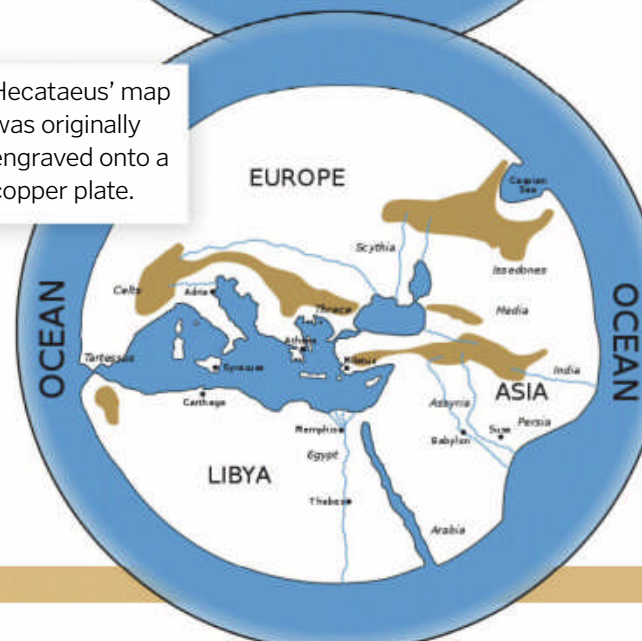 Hecataeus’ map
was originally
engraved onto a
copper plate.
EUROPE
Caspian
Sea
Scythia
Issedones
Celts
Adria
Thrace
Media
OCEAN
OCEAN
Athens
Miletus
Tartessos
Syracuse
India
ASIA
Carthage
Assyria
Persia
Memphis
Susa
Babylon
Egypt
LIBYA
Thebes
Arabia